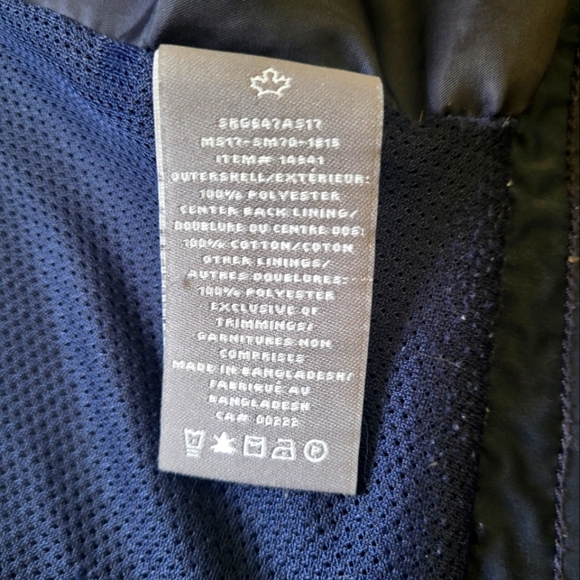 SRG847AS17
MS17-SM70-1815
ITEM# 14541
OUTERSHELL/EXTÉRIEUR:
100% POLYESTER
CENTER BACK LINING/
DOUBLURE DU CENTRE DOS:
100% COTTON/COTON
OTHER LININGS/
AUTRES DOUBLURES:
100% POLYESTER
EXCLUSIVE OF
TRIMMINGS/
GARNITURES NON
COMPRISES
MADE IN BANGLADESH/
FABRIQUÉ AU
BANGLADESH
CA# 00222
P